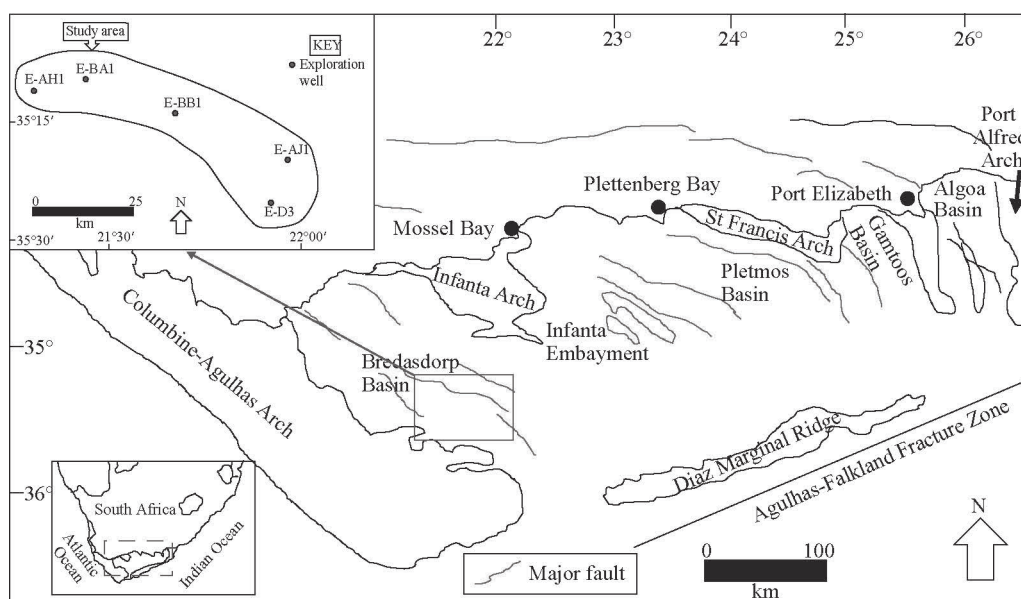 22°
23°
24°
25°
26°
Study area
KEY
Exploration
well
E-AH1
E-BA1
E-BB1
E-AJ1
E-D3
35°15'
0
25
km
N
35°30'
21°30
22°00
Port
Alfred
Arch
Plettenberg Bay
Port Elizabeth
Algoa
Basin
Mossel Bay
St Francis Arch
Gamtoos
Basin
Infanta Arch
Pletmos
Basin
Columbine-Agulhas Arch
Infanta
Embayment
35°
Bredasdorp
Basin
Diaz Marginal Ridge
Agulhas-Falkland Fracture Zone
36°
South Africa
Atlantic
Ocean
Indian Ocean
Major fault
0
100
km
N